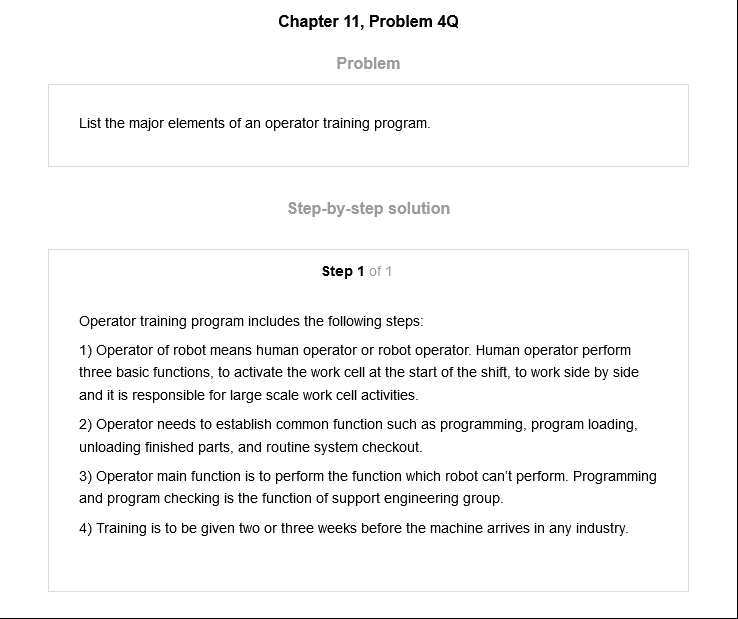 Chapter 11, Problem 4Q
Problem
List the major elements of an operator training program.
Step-by-step solution
Step 1 of 1
Operator training program includes the following steps:
1) Operator of robot means human operator or robot operator. Human operator perform
three basic functions, to activate the work cell at the start of the shift, to work side by side
and it is responsible for large scale work cell activities.
2) Operator needs to establish common function such as programming, program loading,
unloading finished parts, and routine system checkout.
3) Operator main function is to perform the function which robot can’t perform. Programming
and program checking is the function of support engineering group.
4) Training is to be given two or three weeks before the machine arrives in any industry.